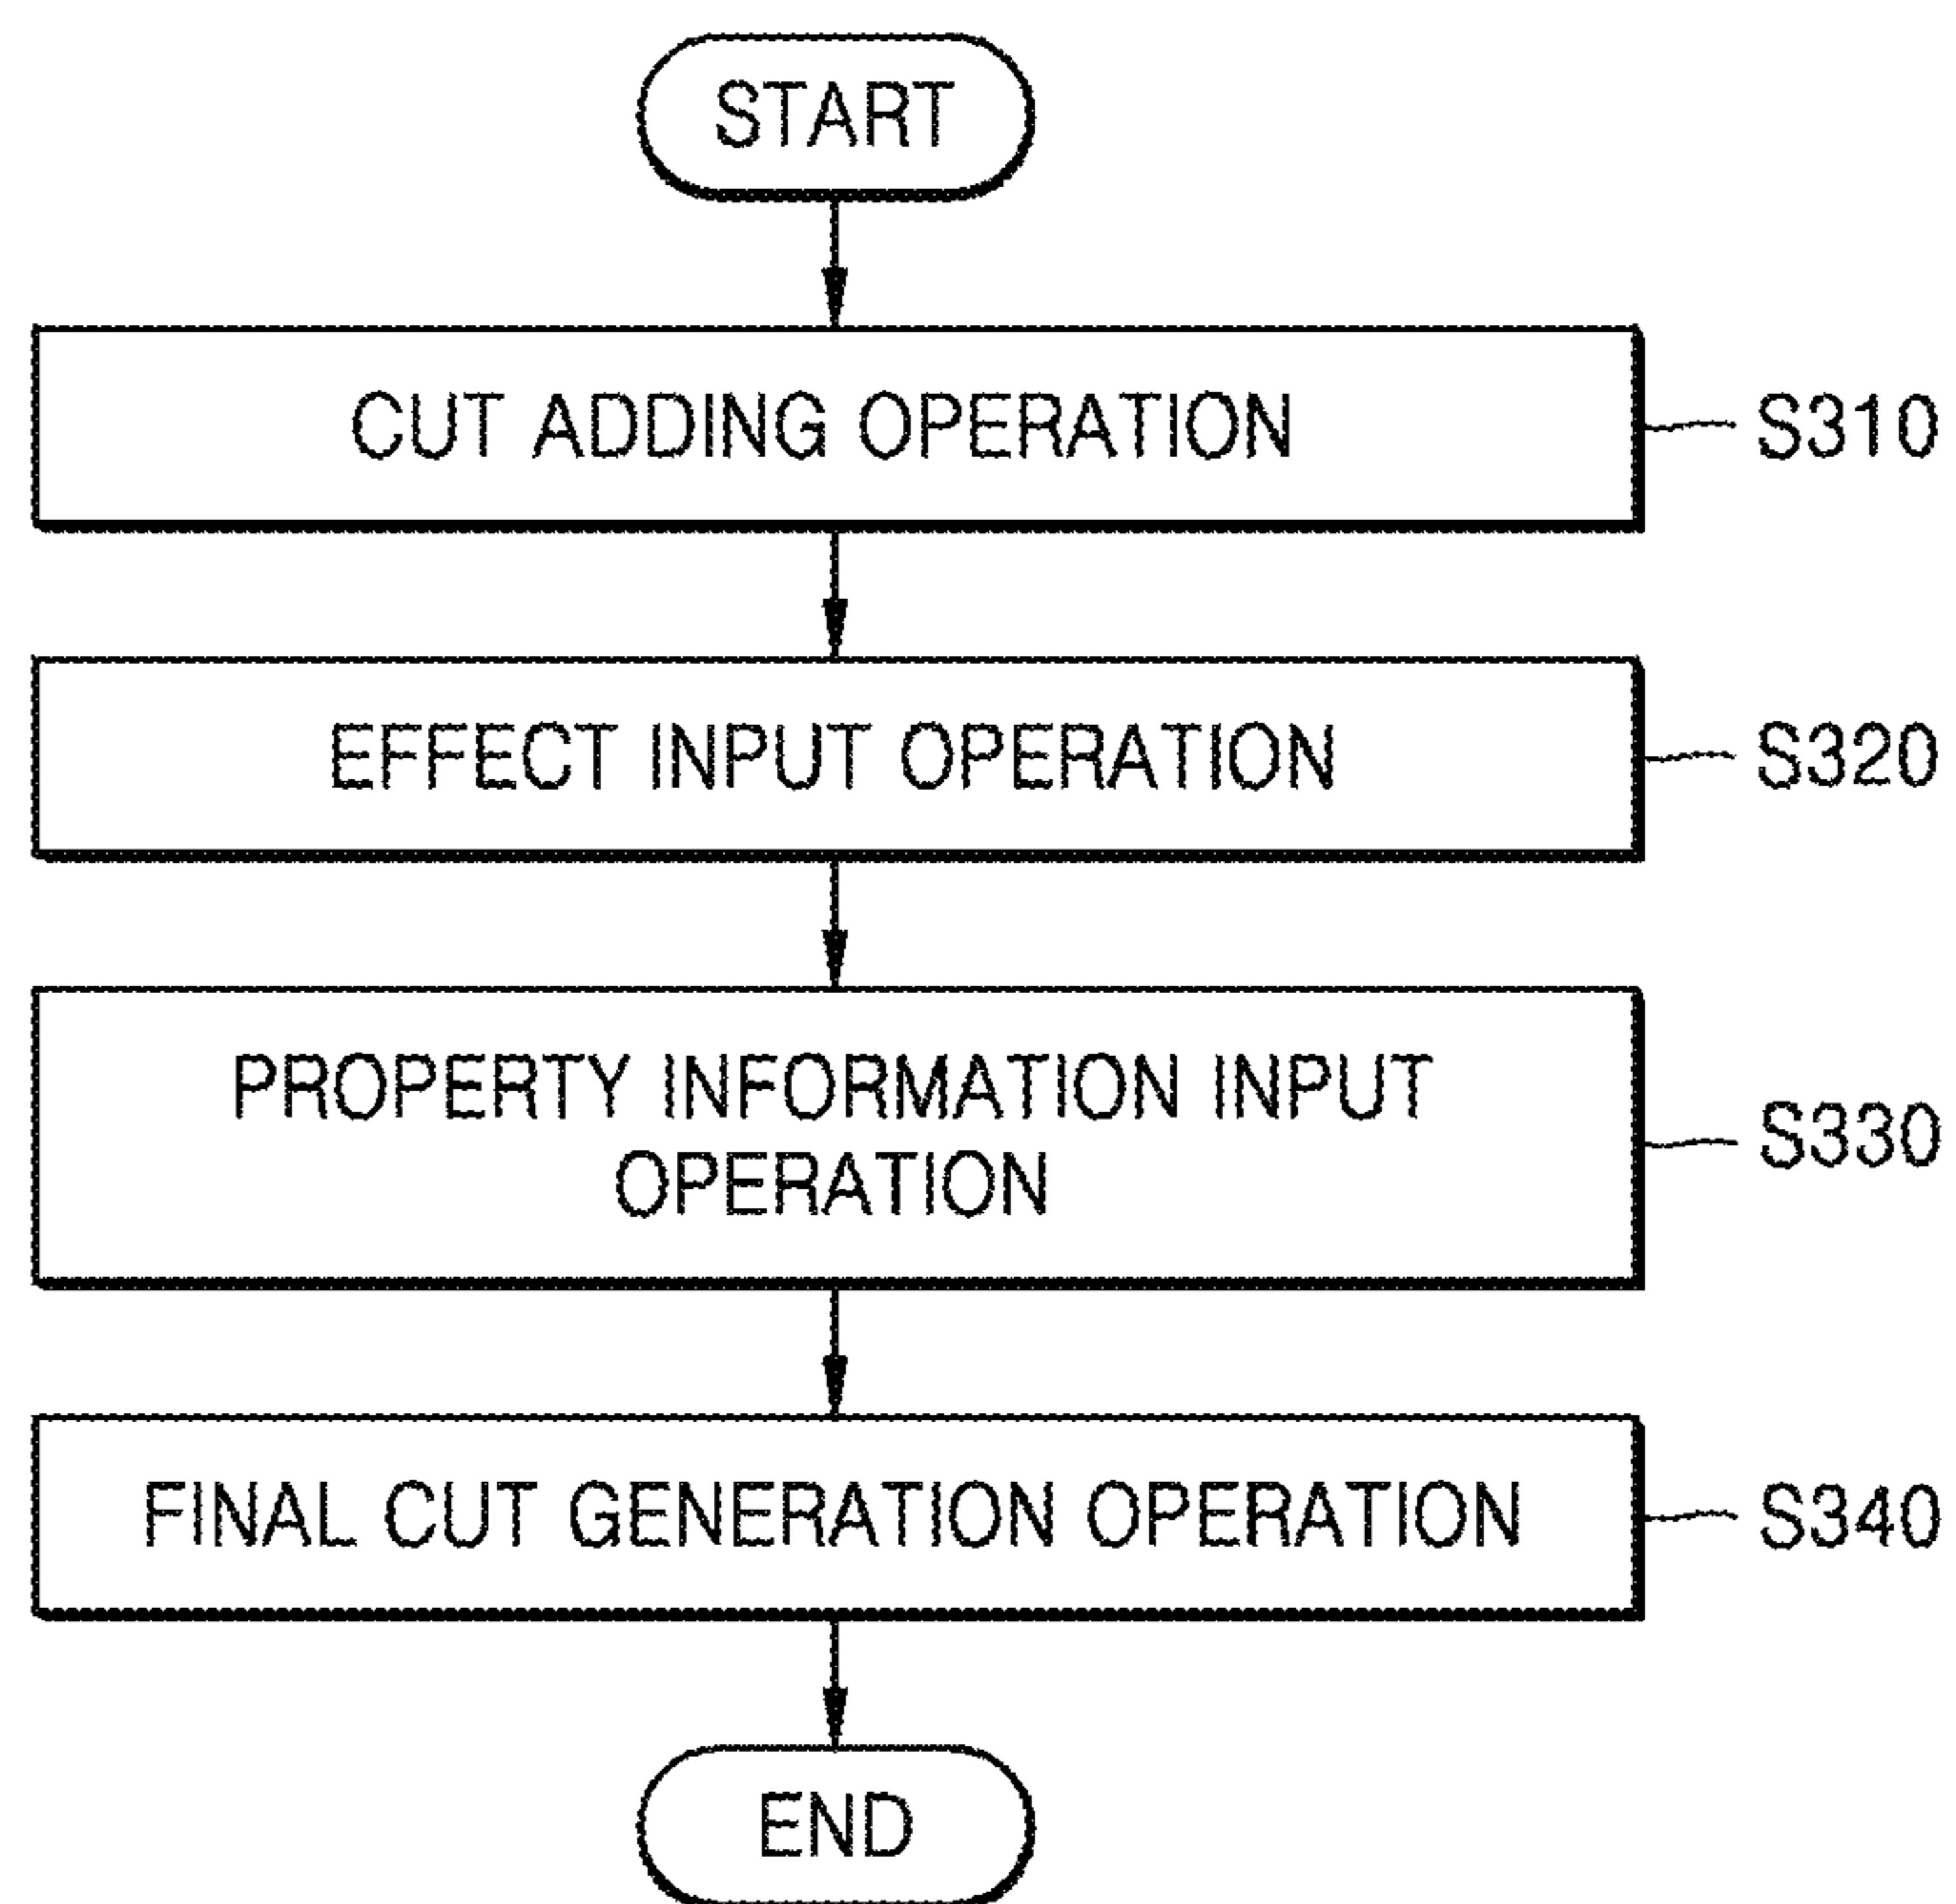 START
CUT ADDING OPERATION
S310
EFFECT INPUT OPERATION
S320
PROPERTY INFORMATION INPUT
OPERATION
S330
FINAL CUT GENERATION OPERATION
S340
END